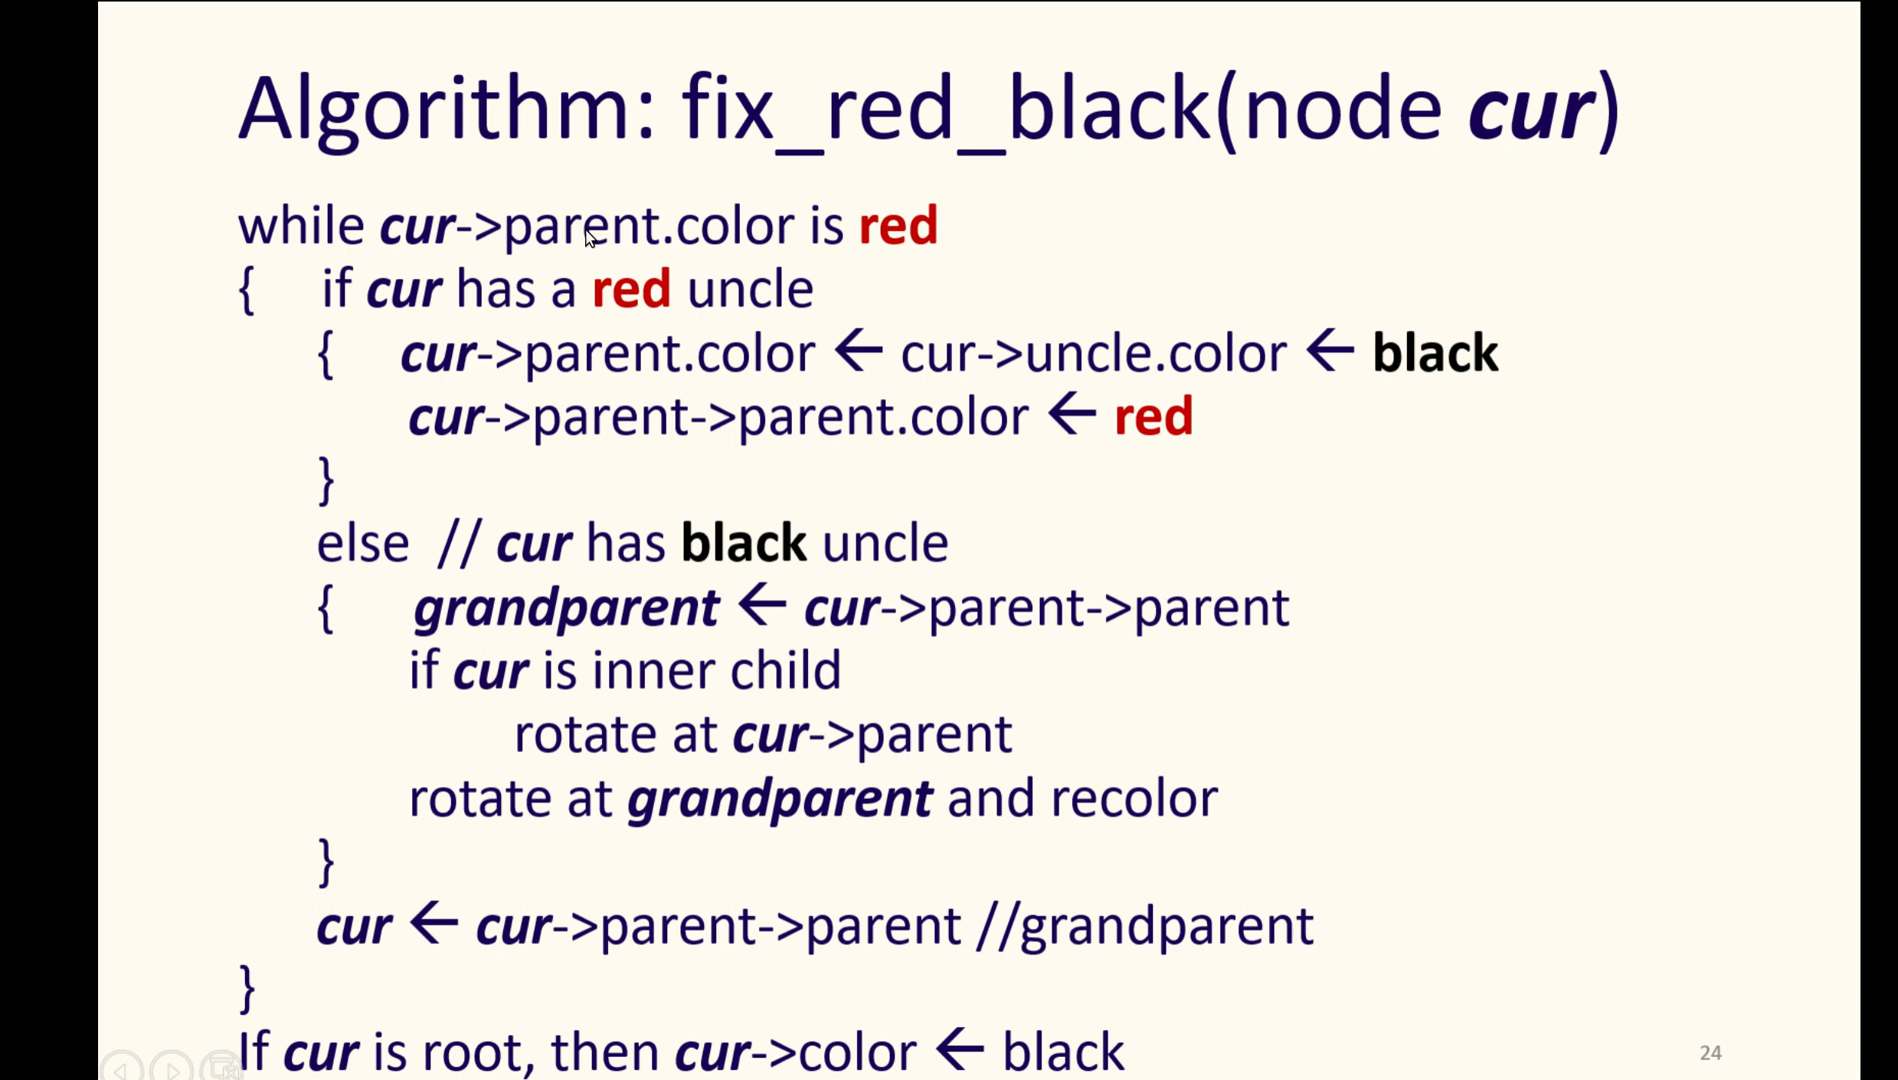 Algorithm: fix_red_black(node cur)
while cur->parent.color is red
{ if cur has a red uncle
{ cur->parent.color ← cur->uncle.color ← black
cur->parent->parent.color ← red
}
else // cur has black uncle
{ grandparent ← cur->parent->parent
if cur is inner child
rotate at cur->parent
rotate at grandparent and recolor
}
cur ← cur->parent->parent //grandparent
}
If cur is root, then cur->color ← black
24